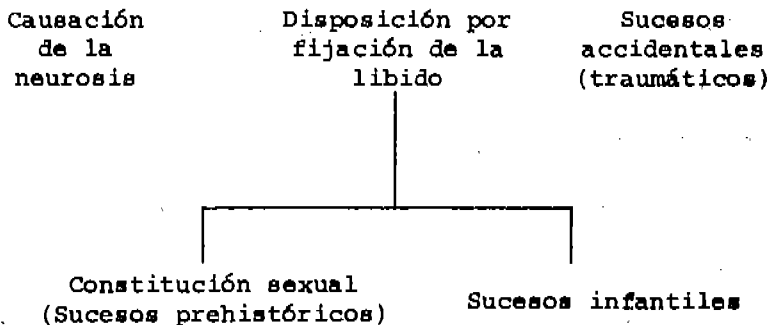 Causación
de la
neurosis
Disposición por
fijación de la
libido
Sucesos
accidentales
(traumáticos)
Constitución sexual
(Sucesos prehistóricos)
Sucesos infantiles